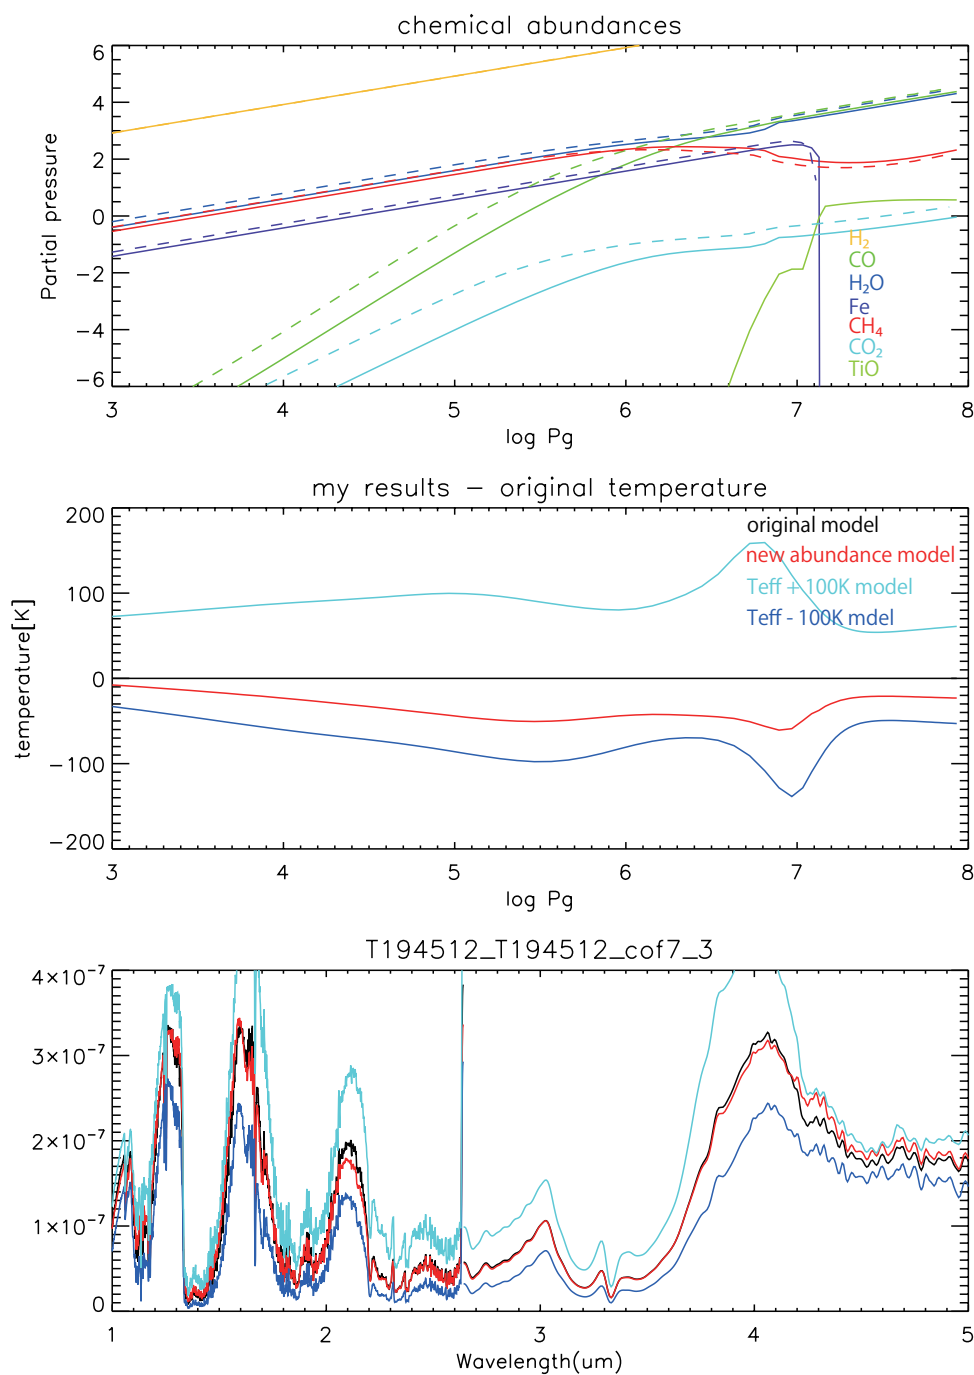 chemical abundances
6
4
2
0
−2
−4
−6
Partial pressure
H₂
CO
H₂O
Fe
CH₄
CO₂
TiO
3 4 5 6 7 8
log Pg
my results − original temperature
200
100
0
−100
−200
temperature[K]
original model
new abundance model
Teff + 100K model
Teff - 100K mdel
3 4 5 6 7 8
log Pg
T194512_T194512_cof7_3
4×10⁻⁷
3×10⁻⁷
2×10⁻⁷
1×10⁻⁷
0
1 2 3 4 5
Wavelength(um)